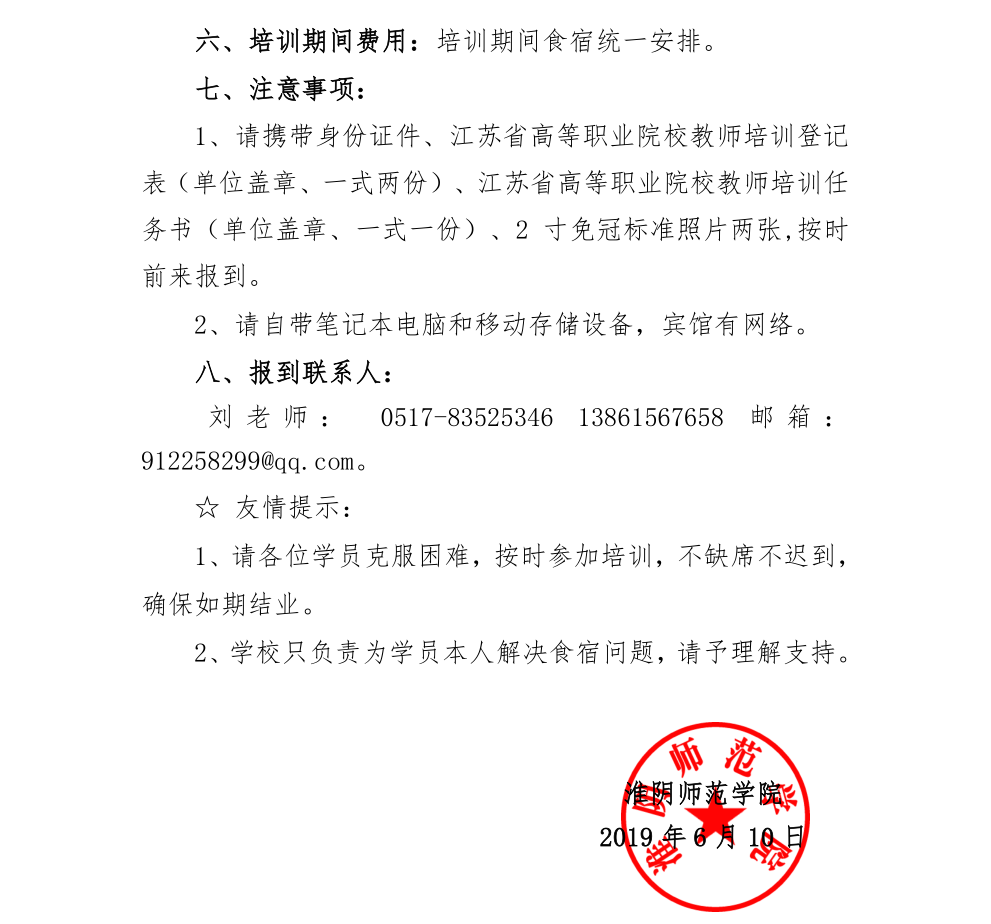 六、培训期间费用：培训期间食宿统一安排。
七、注意事项：
1、请携带身份证件、江苏省高等职业院校教师培训登记
表（单位盖章、一式两份）、江苏省高等职业院校教师培训任
务书（单位盖章、一式一份）、2 寸免冠标准照片两张,按时
前来报到。
2、请自带笔记本电脑和移动存储设备，宾馆有网络。
八、报到联系人：
刘老师： 0517-83525346 13861567658 邮箱：
912258299@qq.com。
☆ 友情提示：
1、请各位学员克服困难，按时参加培训，不缺席不迟到，
确保如期结业。
2、学校只负责为学员本人解决食宿问题，请予理解支持。
淮阴师范学院
淮阴师范学院
2019 年 6 月 10 日